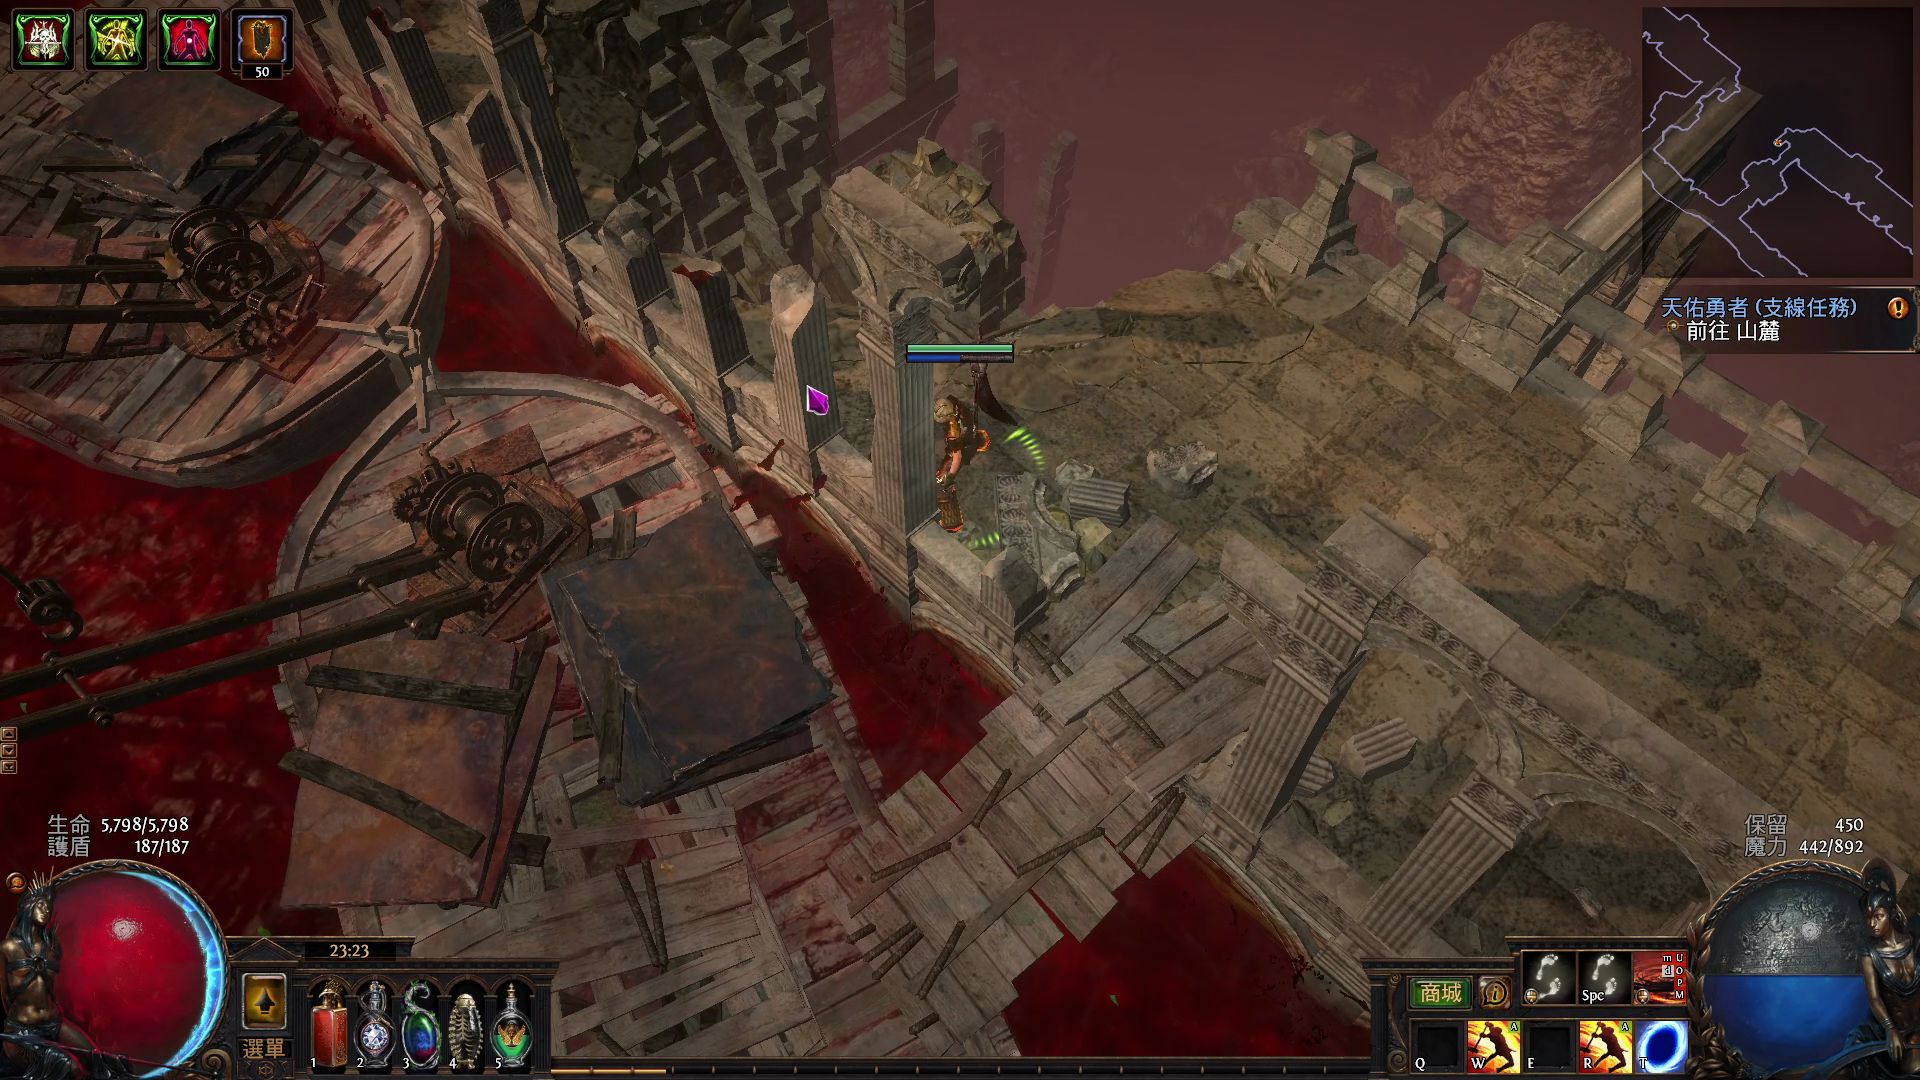 50
天佑勇者 (支線任務)
前往 山麓
生命 5,798/5,798
護盾 187/187
保留 450
魔力 442/892
23:23
選單
1
2
3
4
5
商城
Spc
Q
W
A
E
R
A
T